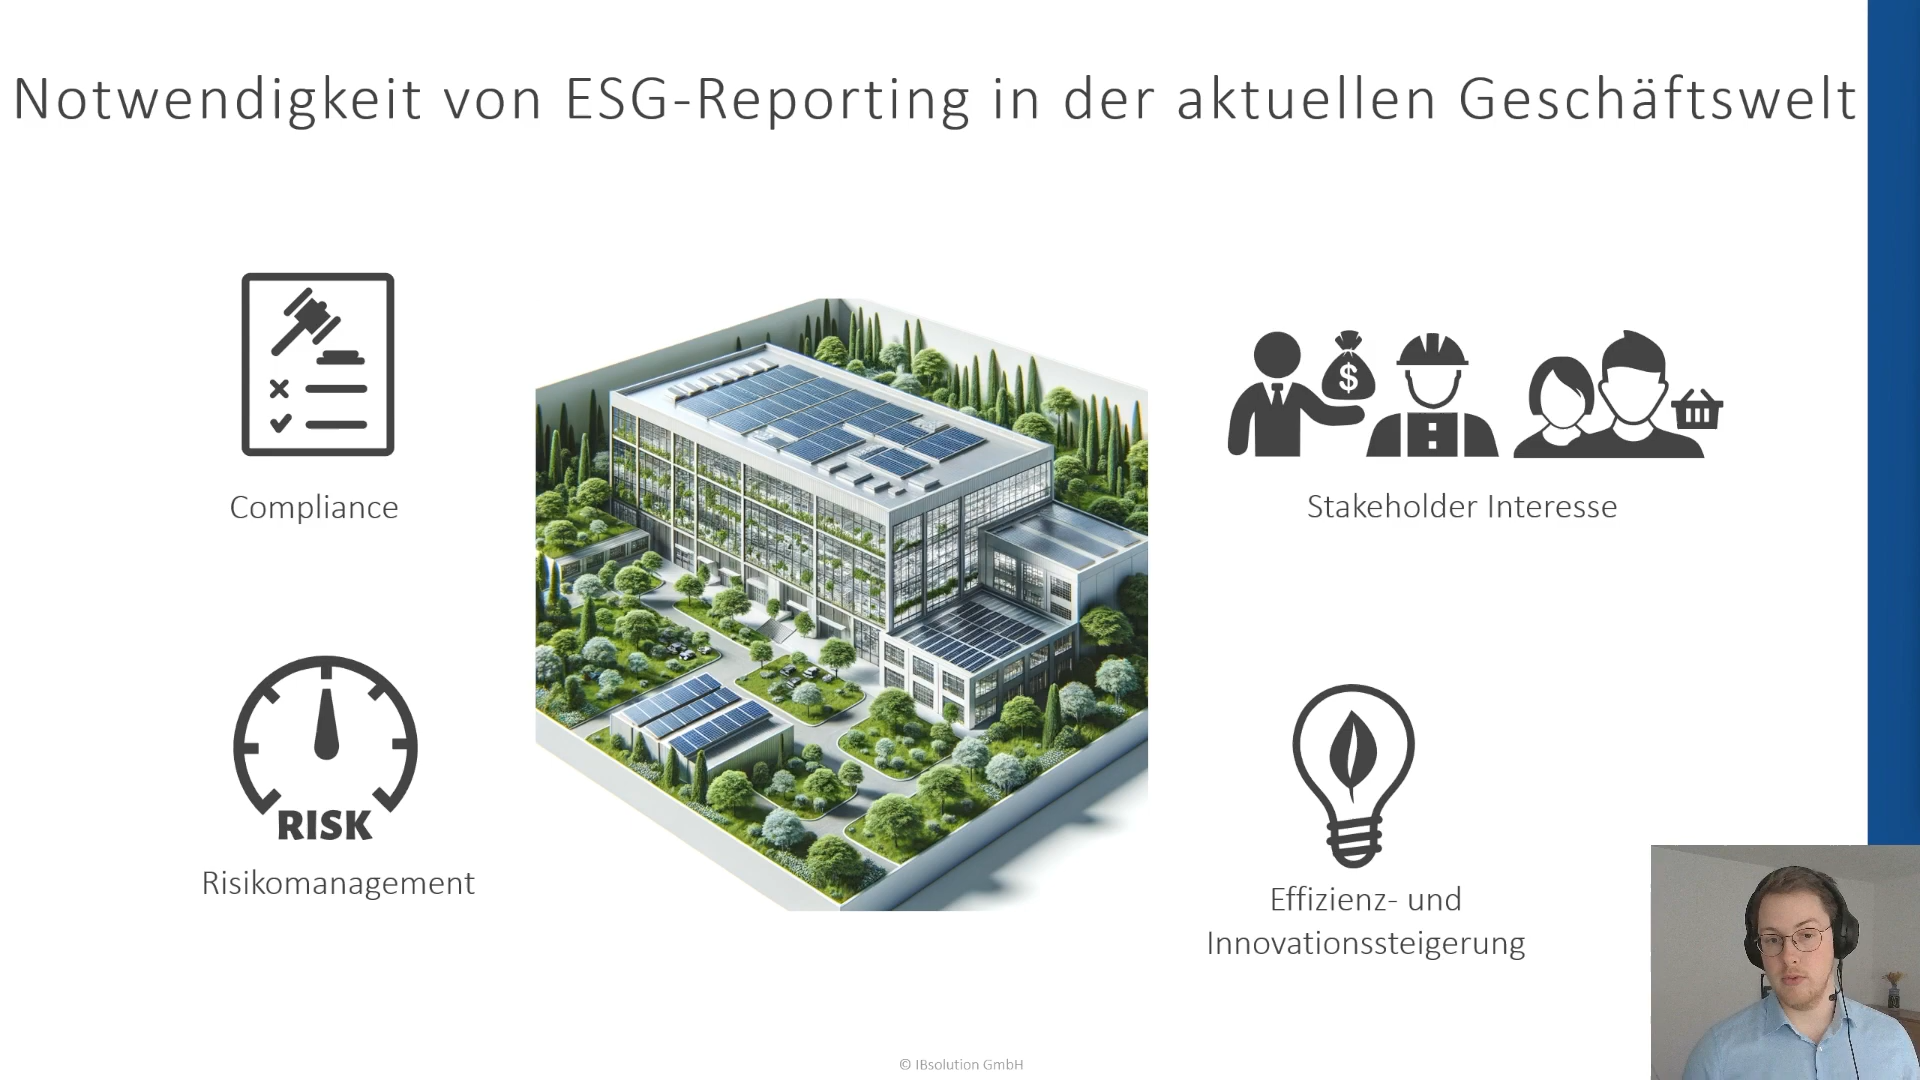 Notwendigkeit von ESG-Reporting in der aktuellen Geschäftswelt
$
Compliance
Stakeholder Interesse
RISK
Risikomanagement
Effizienz- und
Innovationssteigerung
© IBsolution GmbH